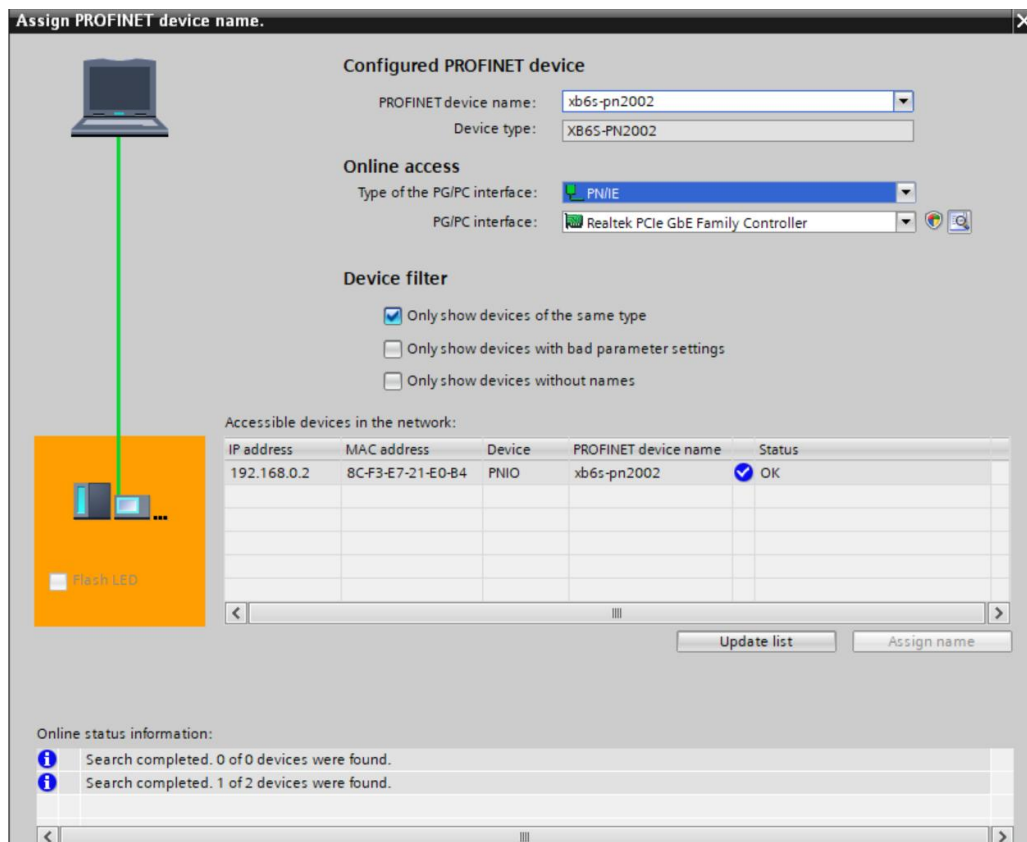 Assign PROFINET device name.
Configured PROFINET device
PROFINET device name: xb6s-pn2002
Device type: XB6S-PN2002
Online access
Type of the PG/PC interface: PN/IE
PG/PC interface: Realtek PCIe GbE Family Controller
Device filter
Only show devices of the same type
Only show devices with bad parameter settings
Only show devices without names
Accessible devices in the network:
IP address MAC address Device PROFINET device name Status
192.168.0.2 8C-F3-E7-21-E0-B4 PNIO xb6s-pn2002 OK
Flash LED
Update list Assign name
Online status information:
Search completed. 0 of 0 devices were found.
Search completed. 1 of 2 devices were found.